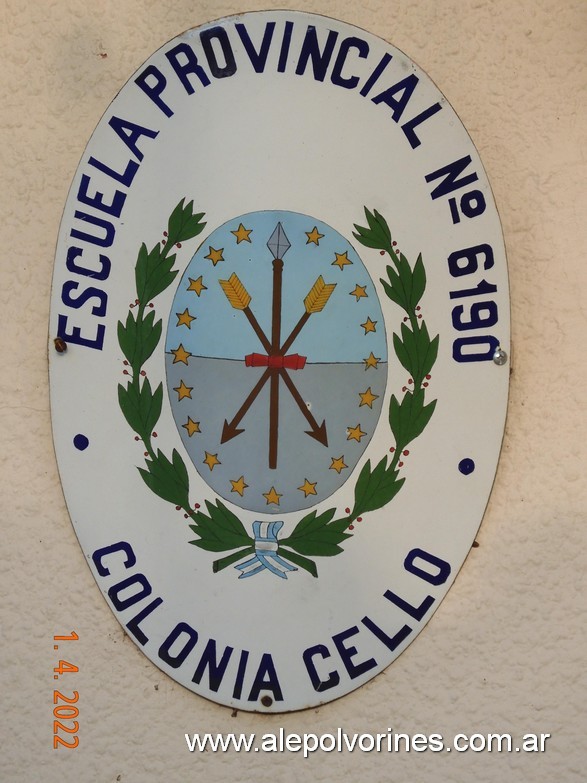 ESCUELA PROVINCIAL Nº 6190
COLONIA CELLO
1. 4. 2022
www.alepolvorines.com.ar